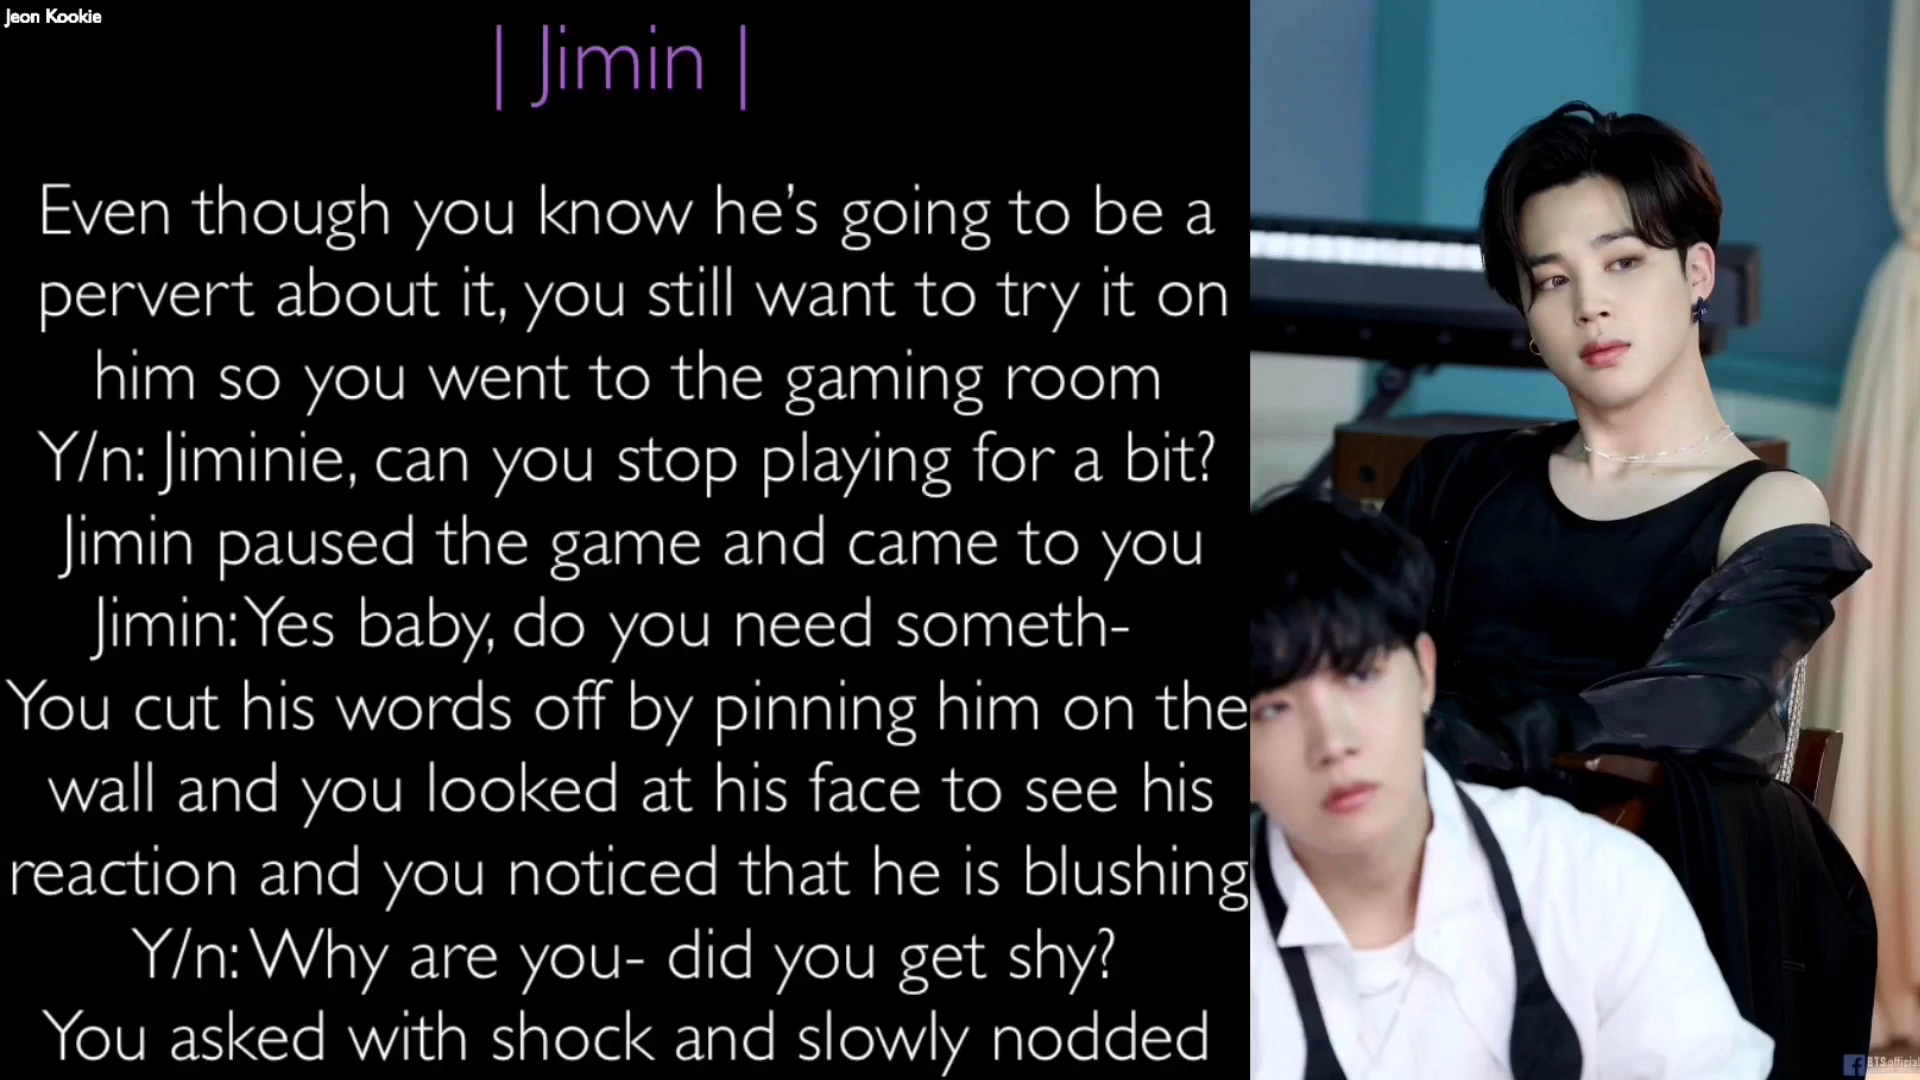 Jeon Kookie
| Jimin |
Even though you know he's going to be a
pervert about it, you still want to try it on
him so you went to the gaming room
Y/n: Jiminie, can you stop playing for a bit?
Jimin paused the game and came to you
Jimin: Yes baby, do you need someth-
You cut his words off by pinning him on the
wall and you looked at his face to see his
reaction and you noticed that he is blushing
Y/n: Why are you- did you get shy?
You asked with shock and slowly nodded
f BTS official